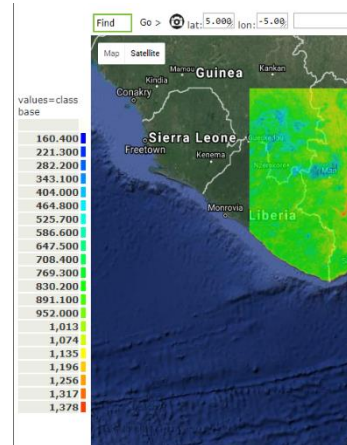 Find Go > lat: 5.000 lon: -5.00
Map Satellite
Mamou Guinea Kankan
Kindia
Conakry
values=class
base
160.400
221.300
282.200
343.100
404.000
464.800
525.700
586.600
647.500
708.400
769.300
830.200
891.100
952.000
1,013
1,074
1,135
1,196
1,256
1,317
1,378
Sierra Leone
Freetown
Kenema
Monrovia
Liberia